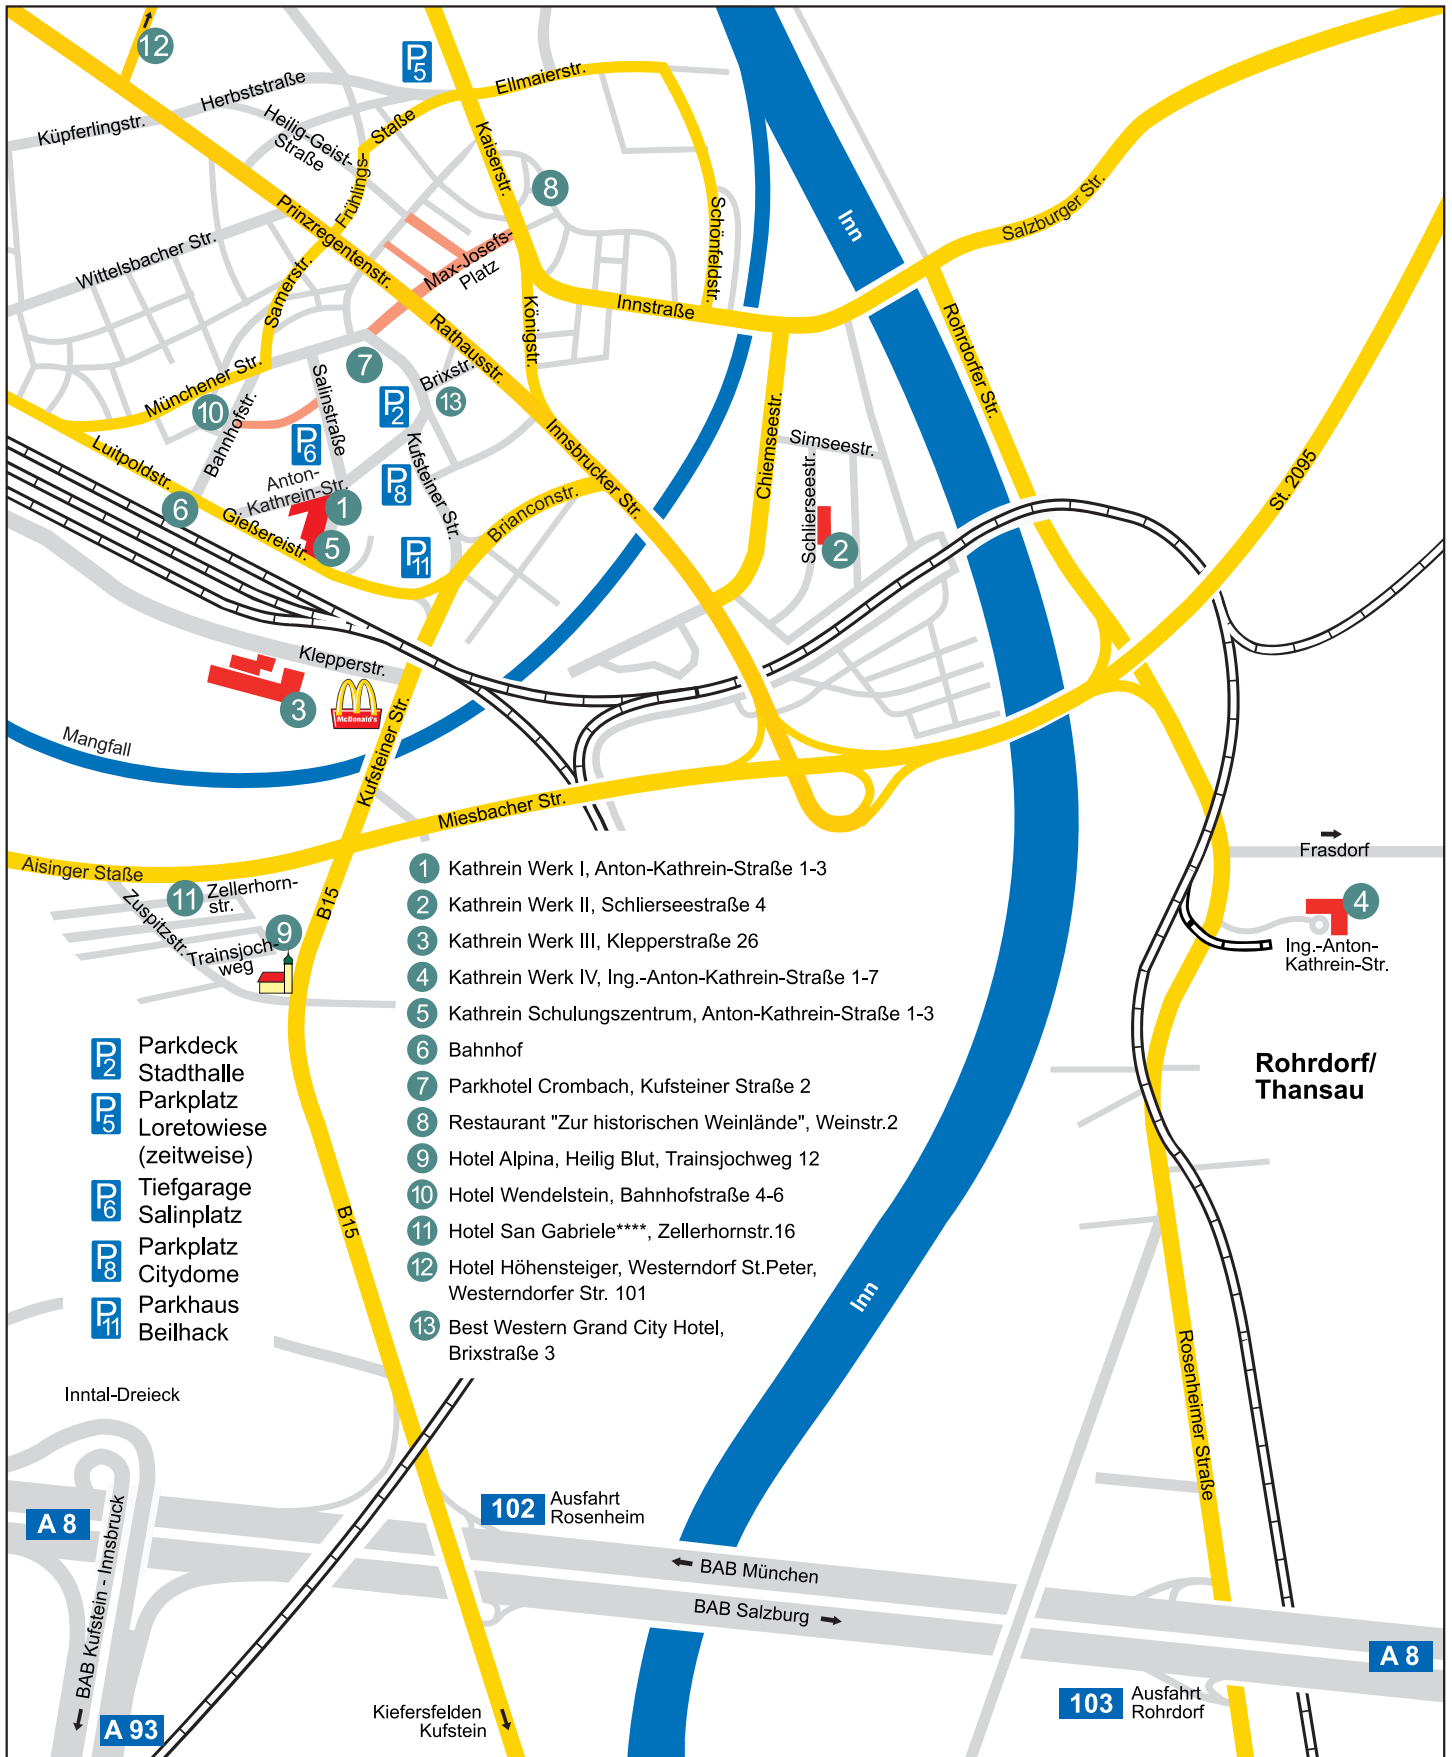 12
P
5
Ellmaierstr.
Herbststraße
Küpferlingstr.
Heilig-Geist-
Straße
Staße
Frühlings-
Kaiserstr.
8
Schönfeldstr.
Inn
Salzburger Str.
Prinzregentenstr.
Wittelsbacher Str.
Max-Josefs-
Platz
Samerstr.
Innstraße
Königstr.
Rathausstr.
Rohrdorfer Str.
Münchener Str.
7
Brixstr.
Salinstraße
10
P
2
13
Bahnhofstr.
P
6
Luitpoldstr.
Kufsteiner Str.
Innsbrucker Str.
Chiemseestr.
Simseestr.
Schlierseestr.
St. 2095
Anton-
Kathrein-Str.
P
8
1
6
Gießereistr.
5
Brianconstr.
P
11
2
Klepperstr.
3
McDonald's
Mangfall
Kufsteiner Str.
Miesbacher Str.
Aisinger Staße
11
Zellerhorn-
str.
Zuspitzstr.
9
Trainsjoch-
weg
B15
Frasdorf
4
Ing.-Anton-
Kathrein-Str.
1 Kathrein Werk I, Anton-Kathrein-Straße 1-3
2 Kathrein Werk II, Schlierseestraße 4
3 Kathrein Werk III, Klepperstraße 26
4 Kathrein Werk IV, Ing.-Anton-Kathrein-Straße 1-7
5 Kathrein Schulungszentrum, Anton-Kathrein-Straße 1-3
6 Bahnhof
7 Parkhotel Crombach, Kufsteiner Straße 2
8 Restaurant "Zur historischen Weinlände", Weinstr.2
9 Hotel Alpina, Heilig Blut, Trainsjochweg 12
10 Hotel Wendelstein, Bahnhofstraße 4-6
11 Hotel San Gabriele****, Zellerhornstr.16
12 Hotel Höhensteiger, Westerndorf St.Peter,
Westerndorfer Str. 101
13 Best Western Grand City Hotel,
Brixstraße 3
P2 Parkdeck
Stadthalle
P5 Parkplatz
Loretowiese
(zeitweise)
P6 Tiefgarage
Salinplatz
P8 Parkplatz
Citydome
P11 Parkhaus
Beilhack
Rohrdorf/
Thansau
B15
Inn
Rosenheimer Straße
Inntal-Dreieck
A 8
BAB Kufstein - Innsbruck
A 93
102 Ausfahrt
Rosenheim
BAB München
BAB Salzburg
A 8
103 Ausfahrt
Rohrdorf
Kiefersfelden
Kufstein